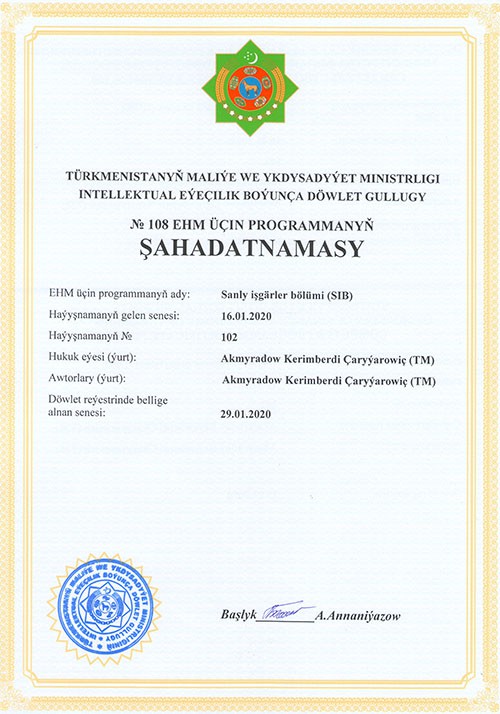 TÜRKMENISTANYŇ MALIÝE WE YKDYSADYÝET MINISTRLIGI
INTELLEKTUAL EÝEÇILIK BOÝUNÇA DÖWLET GULLUGY
№ 108 EHM ÜÇIN PROGRAMMANYŇ
ŞAHADATNAMASY
EHM üçin programmanyň ady: Sanly işgärler bölümi (SIB)
Haýyşnamanyň gelen senesi: 16.01.2020
Haýyşnamanyň № 102
Hukuk eýesi (ýurt): Akmyradow Kerimberdi Çaryýarowiç (TM)
Awtorlary (ýurt): Akmyradow Kerimberdi Çaryýarowiç (TM)
Döwlet reýestrinde bellige
alnan senesi: 29.01.2020
Başlyk A.Annaniýazow
TÜRKMENISTANYŇ MALIÝE WE YKDYSADYÝET MINISTRLIGINIŇ
INTELLEKTUAL EÝEÇILIK BOÝUNÇA DÖWLET GULLUGY